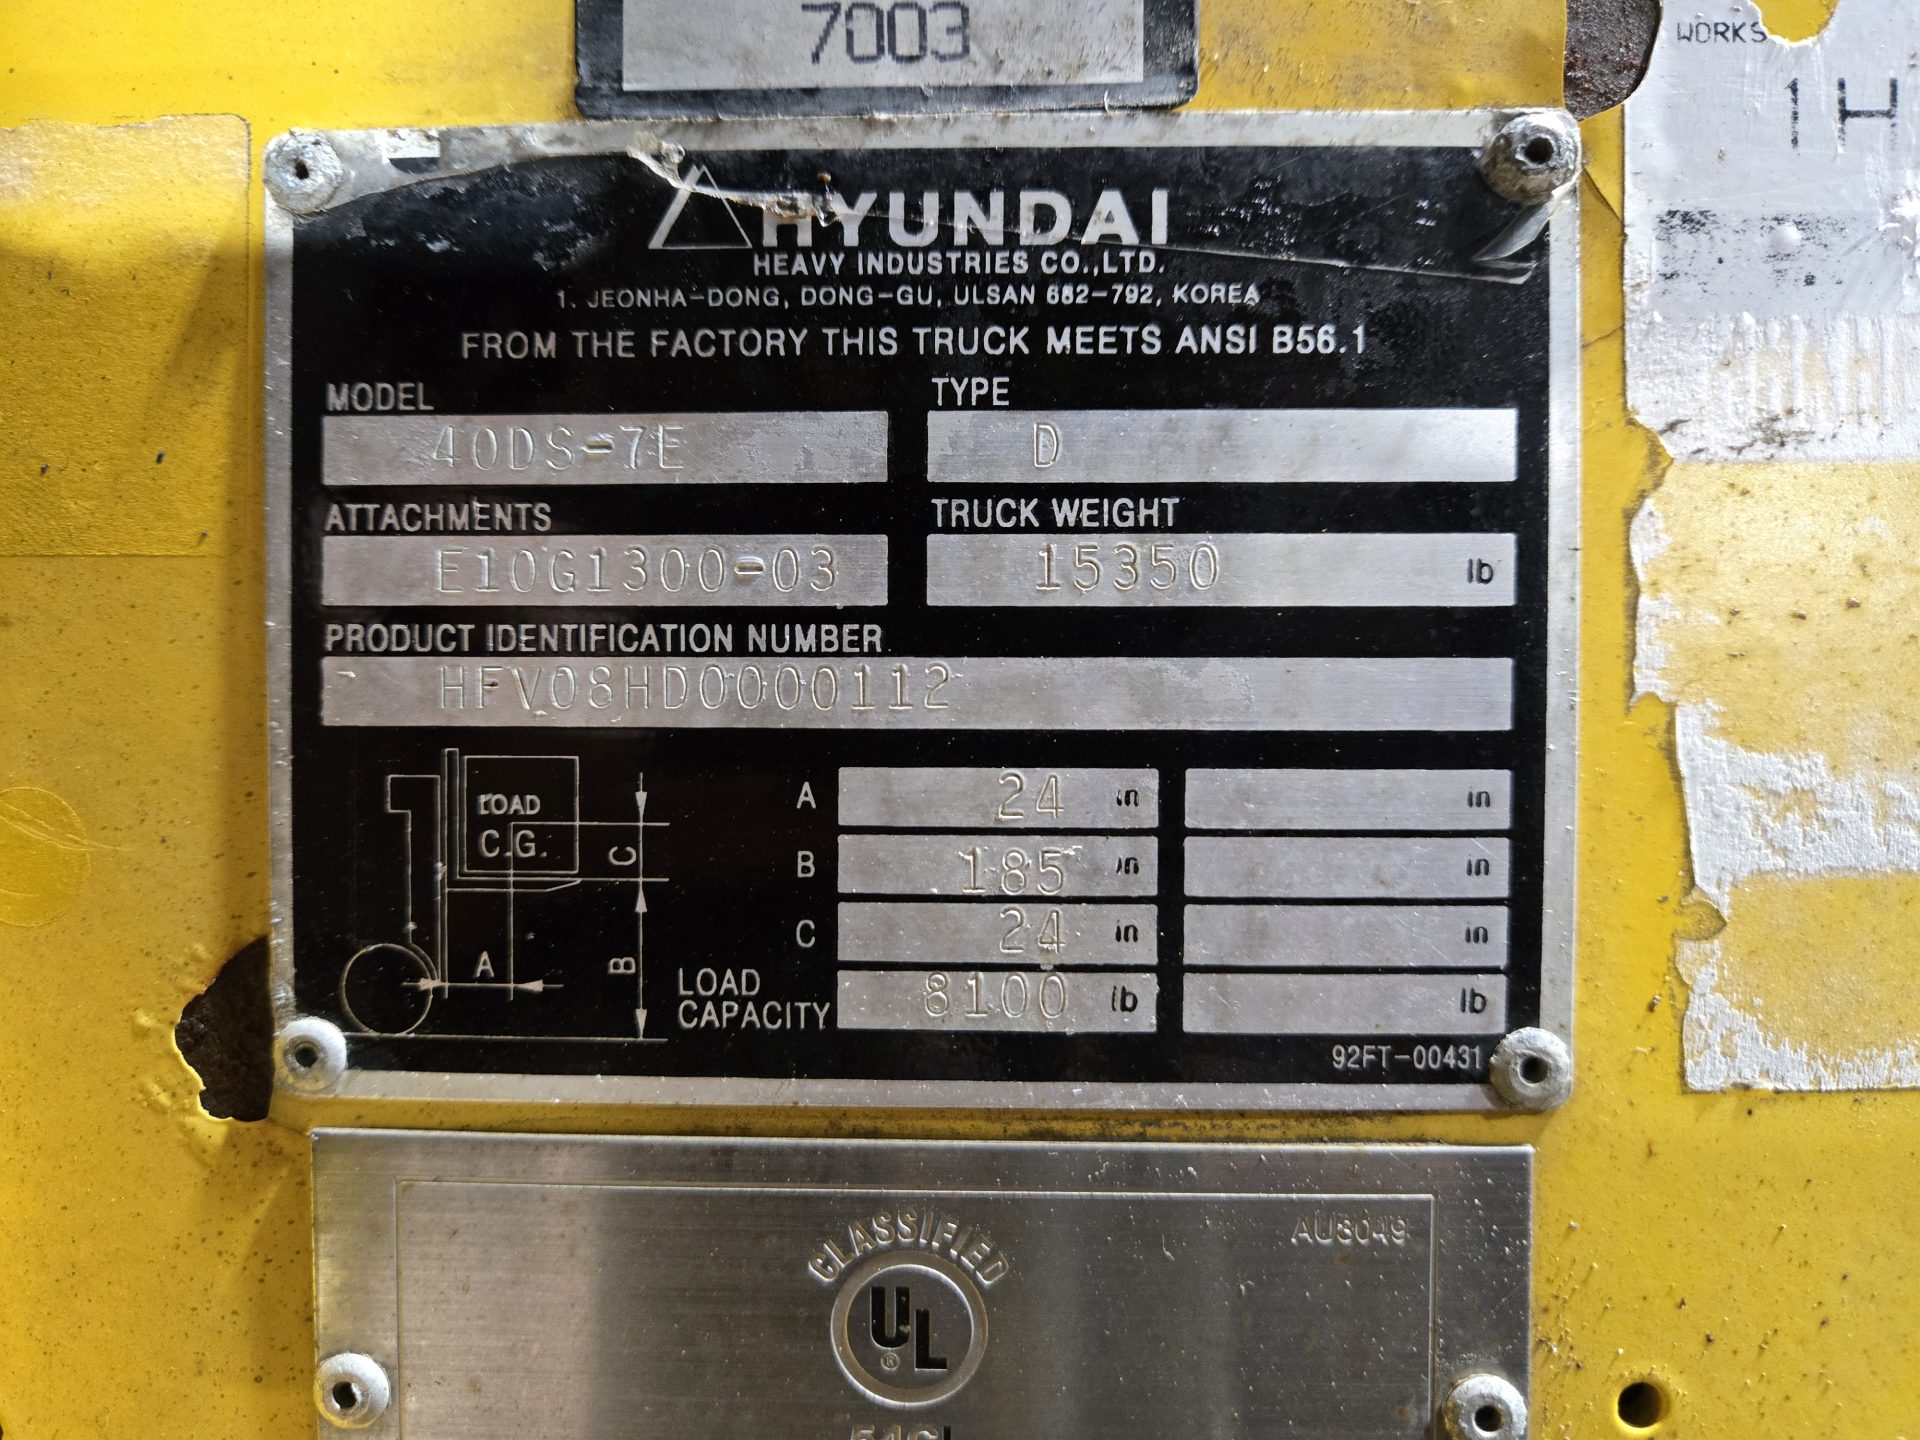 7003
WORKS
1H
HYUNDAI
HEAVY INDUSTRIES CO.,LTD.
1. JEONHA-DONG, DONG-GU, ULSAN 682-792, KOREA
FROM THE FACTORY THIS TRUCK MEETS ANSI B56.1
MODEL TYPE
40DS-7E D
ATTACHMENTS TRUCK WEIGHT
E10G1300-03 15350 lb
PRODUCT IDENTIFICATION NUMBER
HFV08HD0000112
LOAD
C.G.
C
A
B
A 24 in in
B 185 in in
C 24 in in
LOAD
CAPACITY 8100 lb lb
92FT-00431
AU3049
CLASSIFIED
UL
®